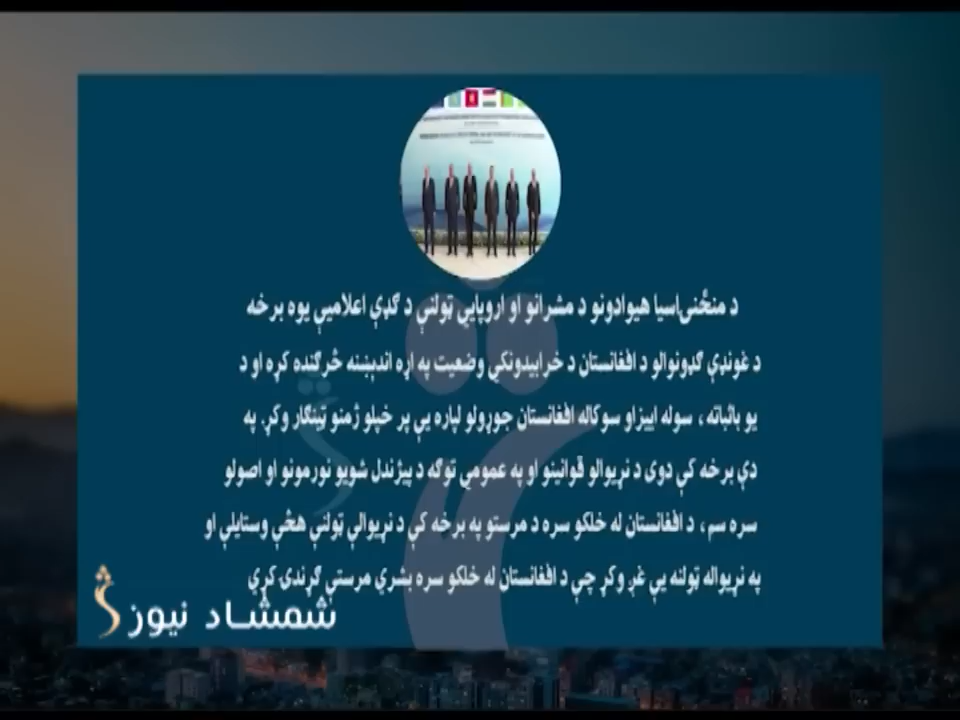 د منځنۍاسیا هیوادونو د مشرانو او اروپایي ټولنې د ګډې اعلامیې یوه برخه
د غونډې ګډونوالو د افغانستان د خرابیدونکي وضعیت په اړه اندېښنه څرګنده کړه او د
یو باثباته ، سوله اییزاو سوکاله افغانستان جوړولو لپاره یې پر خپلو ژمنو ټینګار وکړ. په
دې برخه کې دوی د نړیوالو قوانینو او په عمومي توګه د پیژندل شویو نورمونو او اصولو
سره سم ، د افغانستان له خلکو سره د مرستو په برخه کې د نړیوالې ټولنې هڅې وستایلې او
په نړیواله ټولنه یې غږ وکړ چې د افغانستان له خلکو سره بشري مرستې ګړندۍ کړي
شمشاد نیوز